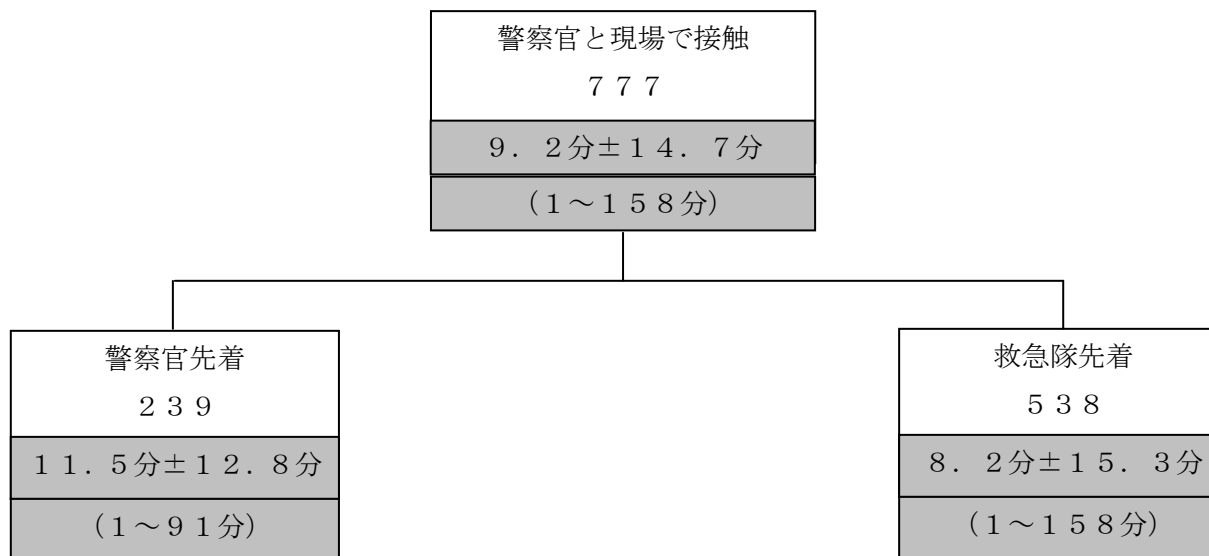 警察官と現場で接触
７７７
９．２分±１４．７分
（１～１５８分）
警察官先着
２３９
１１．５分±１２．８分
（１～９１分）
救急隊先着
５３８
８．２分±１５．３分
（１～１５８分）